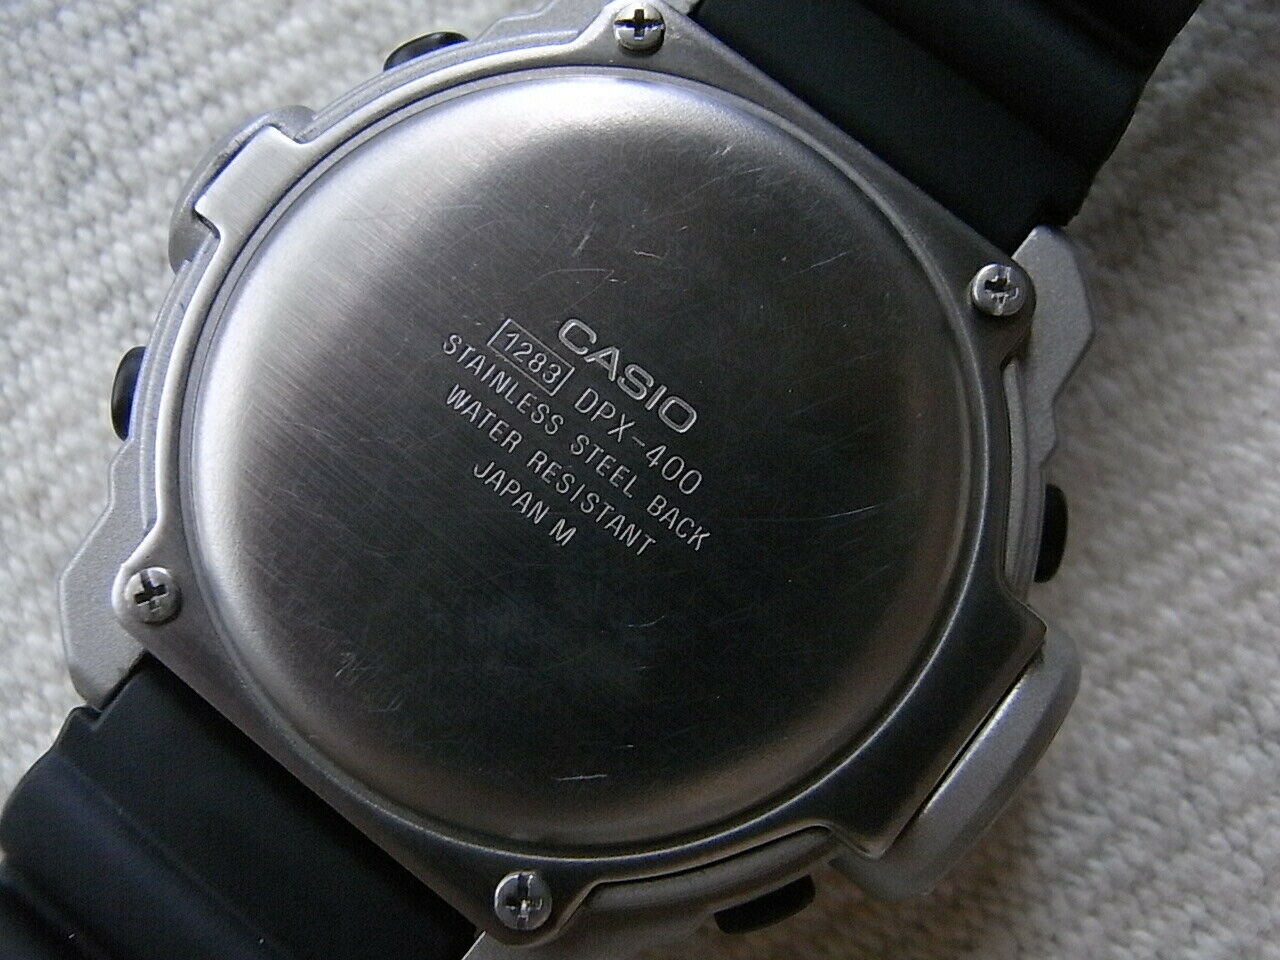 CASIO
1283 DPX-400
STAINLESS STEEL BACK
WATER RESISTANT
JAPAN M